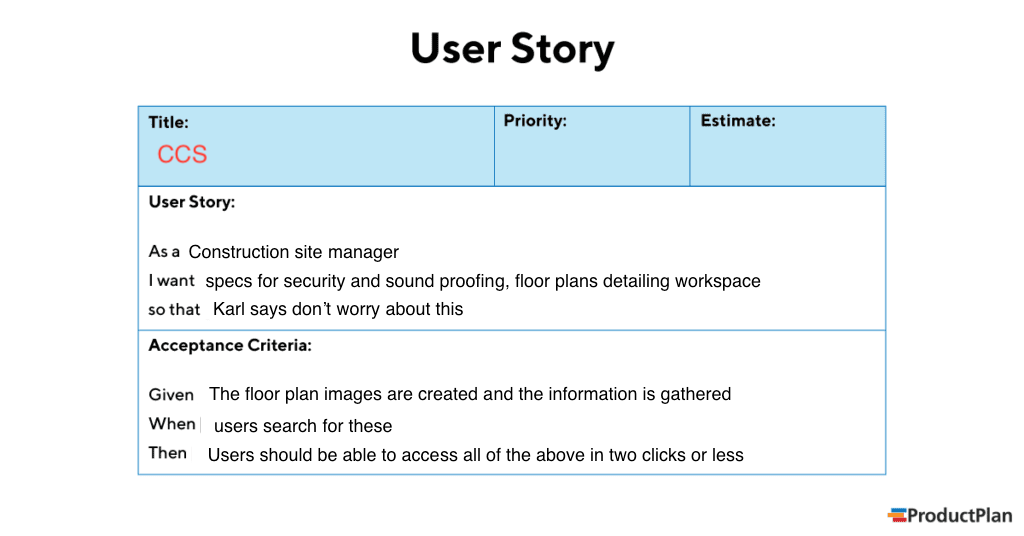 User Story
Title:
Priority:
Estimate:
CCS
User Story:
As a Construction site manager
I want specs for security and sound proofing, floor plans detailing workspace
so that Karl says don’t worry about this
Acceptance Criteria:
Given The floor plan images are created and the information is gathered
When users search for these
Then Users should be able to access all of the above in two clicks or less
ProductPlan